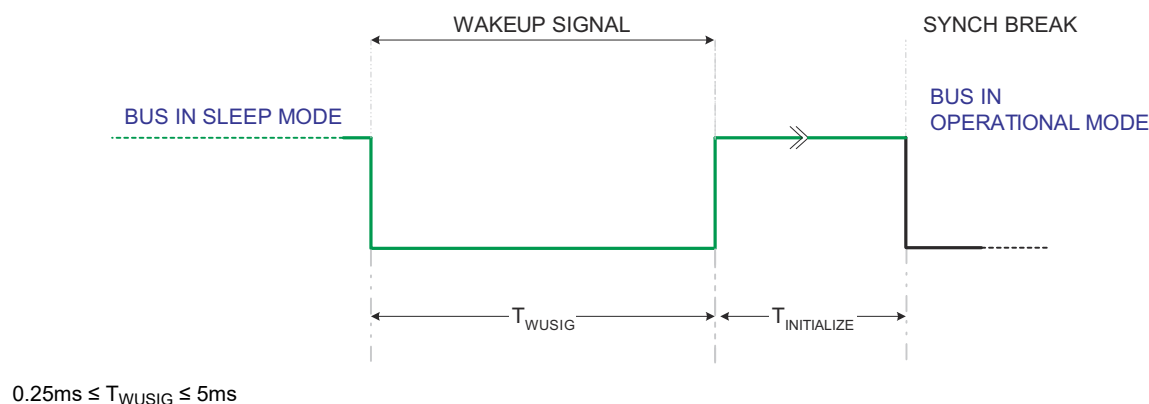 WAKEUP SIGNAL
SYNCH BREAK
BUS IN SLEEP MODE
BUS IN
OPERATIONAL MODE
TWUSIG
TINITIALIZE
0.25ms ≤ TWUSIG ≤ 5ms